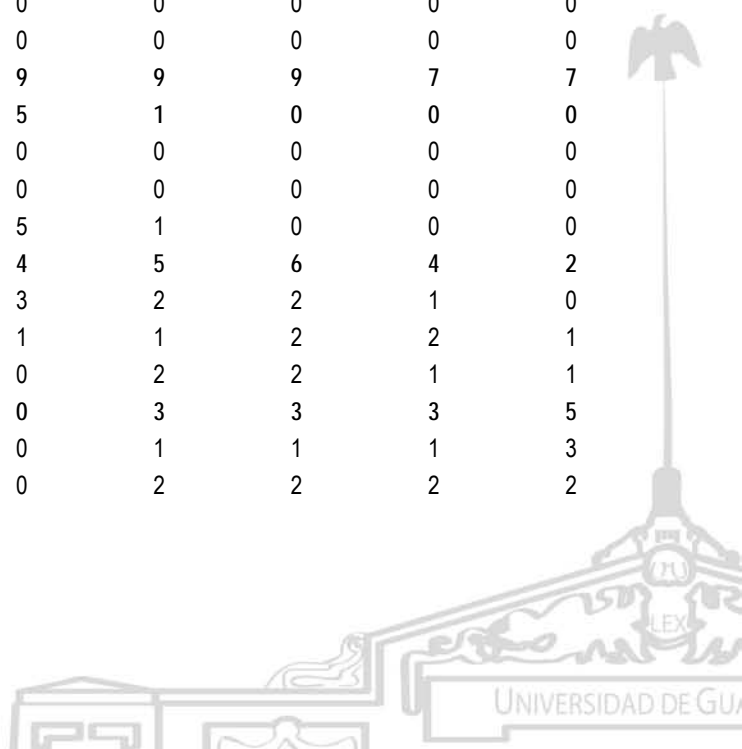 0 0 0 0 0
0 0 0 0 0
9 9 9 7 7
5 1 0 0 0
0 0 0 0 0
0 0 0 0 0
5 1 0 0 0
4 5 6 4 2
3 2 2 1 0
1 1 2 2 1
0 2 2 1 1
0 3 3 3 5
0 1 1 1 3
0 2 2 2 2
LEX
UNIVERSIDAD DE GUA